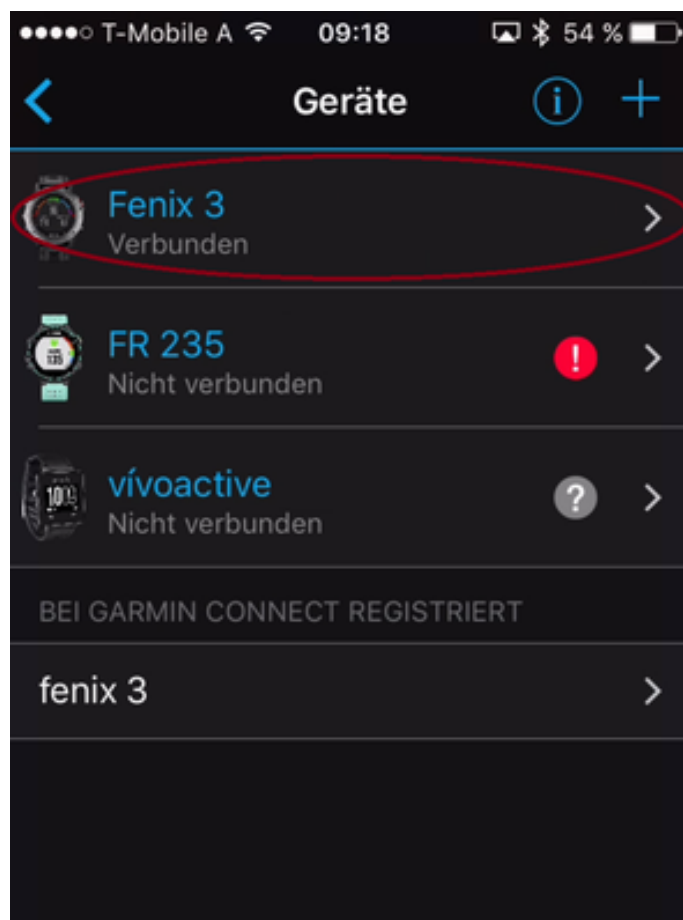 T-Mobile A 09:18 54 %
Geräte
Fenix 3
Verbunden
FR 235
Nicht verbunden
!
vívoactive
Nicht verbunden
?
BEI GARMIN CONNECT REGISTRIERT
fenix 3